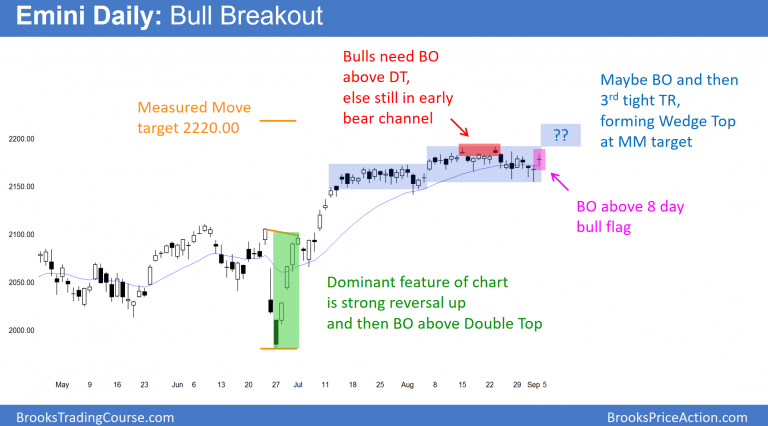 Emini Daily: Bull Breakout
Bulls need BO
above DT,
else still in early
bear channel
Maybe BO and then
3rd tight TR,
forming Wedge Top
at MM target
Measured Move
target 2220.00
??
BO above 8 day
bull flag
Dominant feature of chart
is strong reversal up
and then BO above Double Top
2200.00
2150.00
2100.00
2050.00
2000.00
May 9 16 23 Jun 6 13 20 27 Jul 11 18 25 Aug 8 15 22 29 Sep 5
BrooksTradingCourse.com BrooksPriceAction.com